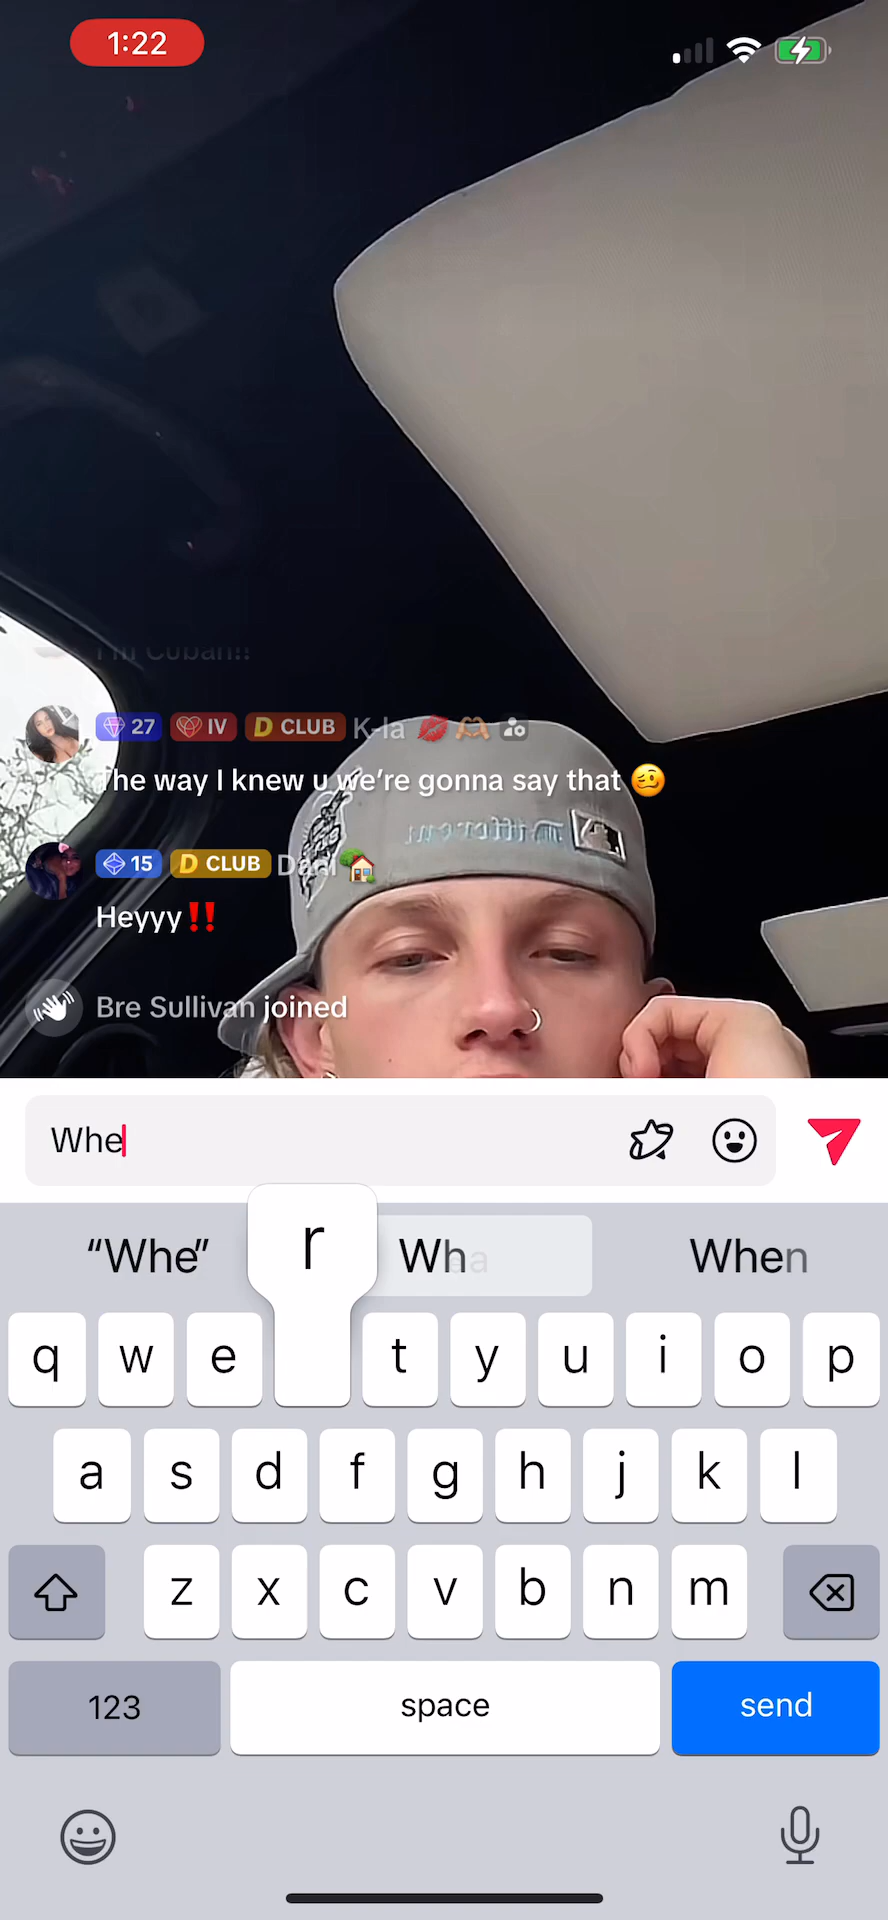 1:22
I'm Cuban!!
27 IV D CLUB K-la 💋 🫶🏼
The way I knew u we're gonna say that 🥴
15 D CLUB Dani🏡
Heyyy‼️
Bre Sullivan joined
Whe
“Whe” When
r
q w e t y u i o p
a s d f g h j k l
z x c v b n m
123 space send